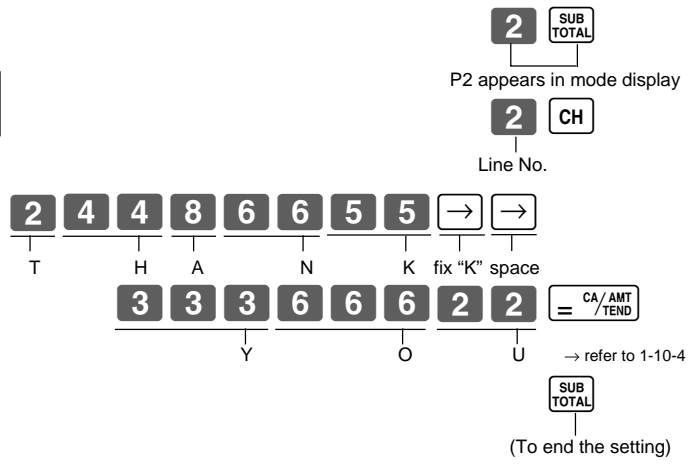 2 SUB TOTAL
P2 appears in mode display
2 CH
Line No.
2 4 4 8 6 6 5 5 → →
T H A N K fix “K” space
3 3 3 6 6 6 2 2 = CA/AMT/TEND
Y O U → refer to 1-10-4
SUB TOTAL
(To end the setting)